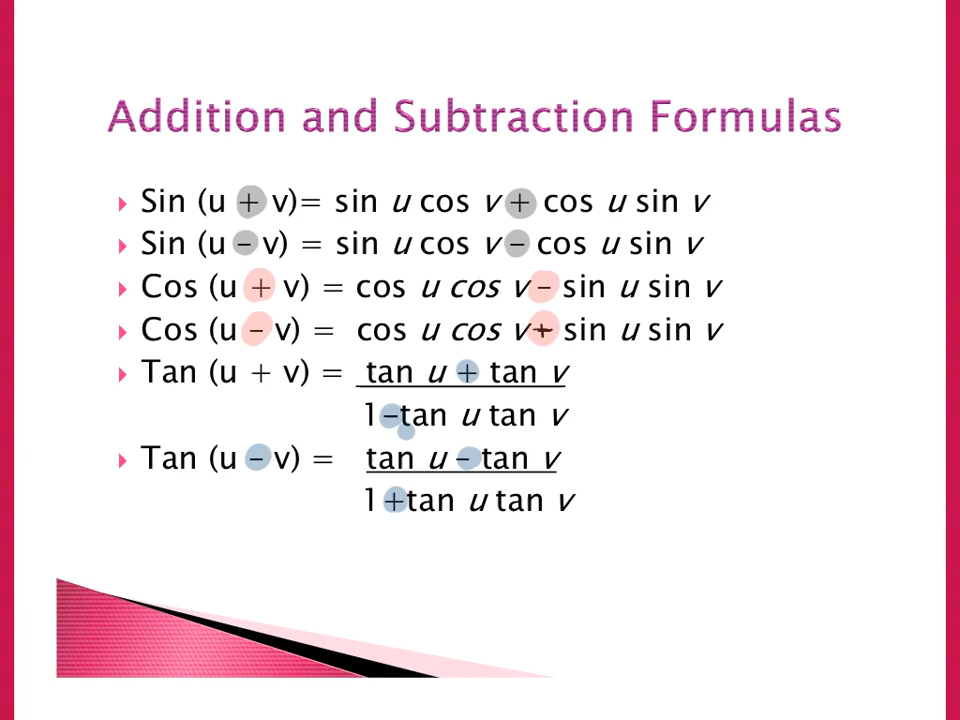 Addition and Subtraction Formulas
Sin (u + v)= sin u cos v + cos u sin v
Sin (u – v) = sin u cos v – cos u sin v
Cos (u + v) = cos u cos v – sin u sin v
Cos (u – v) = cos u cos v + sin u sin v
Tan (u + v) = tan u + tan v
1–tan u tan v
Tan (u – v) = tan u – tan v
1+tan u tan v